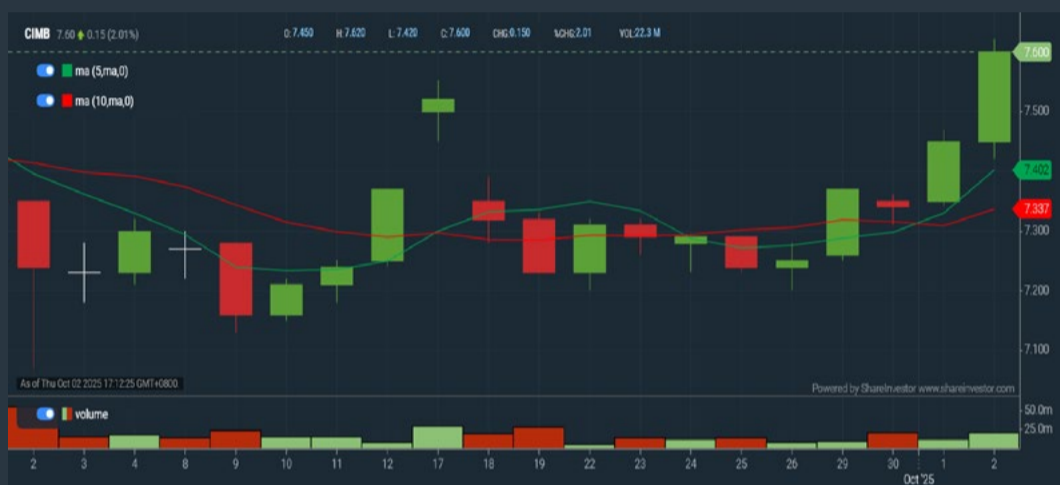 CIMB 7.60 0.15 (2.01%) O:7.450 H:7.620 L:7.420 C:7.600 CHG:0.150 %CHG:2.01 VOL:22.3 M
7.600
ma (5,ma,0)
ma (10,ma,0)
7.500
7.402
7.400
7.337
7.300
7.200
7.100
As of Thu Oct 02 2025 17:12:25 GMT+0800
Powered by ShareInvestor www.shareinvestor.com
volume
50.0m
25.0m
2 3 4 8 9 10 11 12 17 18 19 22 23 24 25 26 29 30 1 2
Oct '25